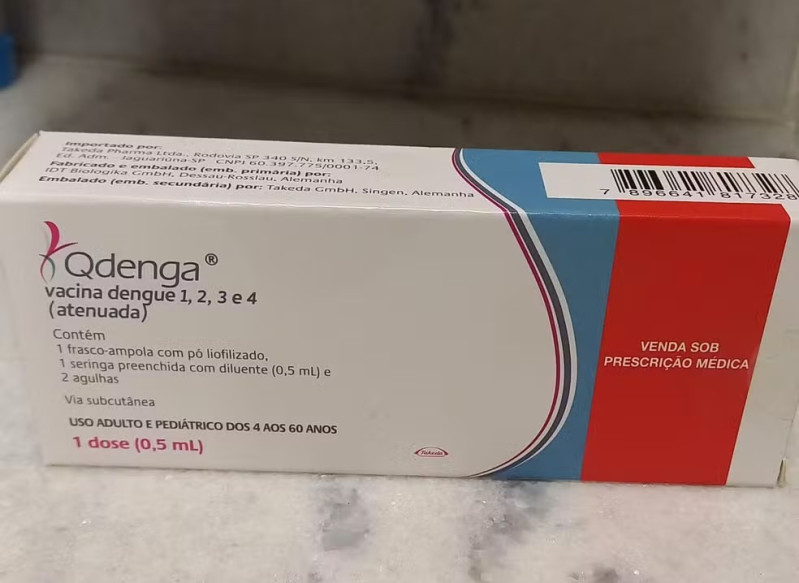 Importado por:
Takeda Pharma Ltda., Rodovia SP 340 S/N, km 133,5,
Ed. Adm. Jaguariúna-SP CNPJ 60.397.775/0001-74
Fabricado e embalado (emb. primária) por:
IDT Biologika GmbH, Dessau-Rosslau, Alemanha
Embalado (emb. secundária) por: Takeda GmbH, Singen, Alemanha
7 896641 817328
Qdenga®
vacina dengue 1, 2, 3 e 4
(atenuada)
Contém
1 frasco-ampola com pó liofilizado,
1 seringa preenchida com diluente (0,5 mL) e
2 agulhas
Via subcutânea
USO ADULTO E PEDIÁTRICO DOS 4 AOS 60 ANOS
1 dose (0,5 mL)
Takeda
VENDA SOB
PRESCRIÇÃO MÉDICA